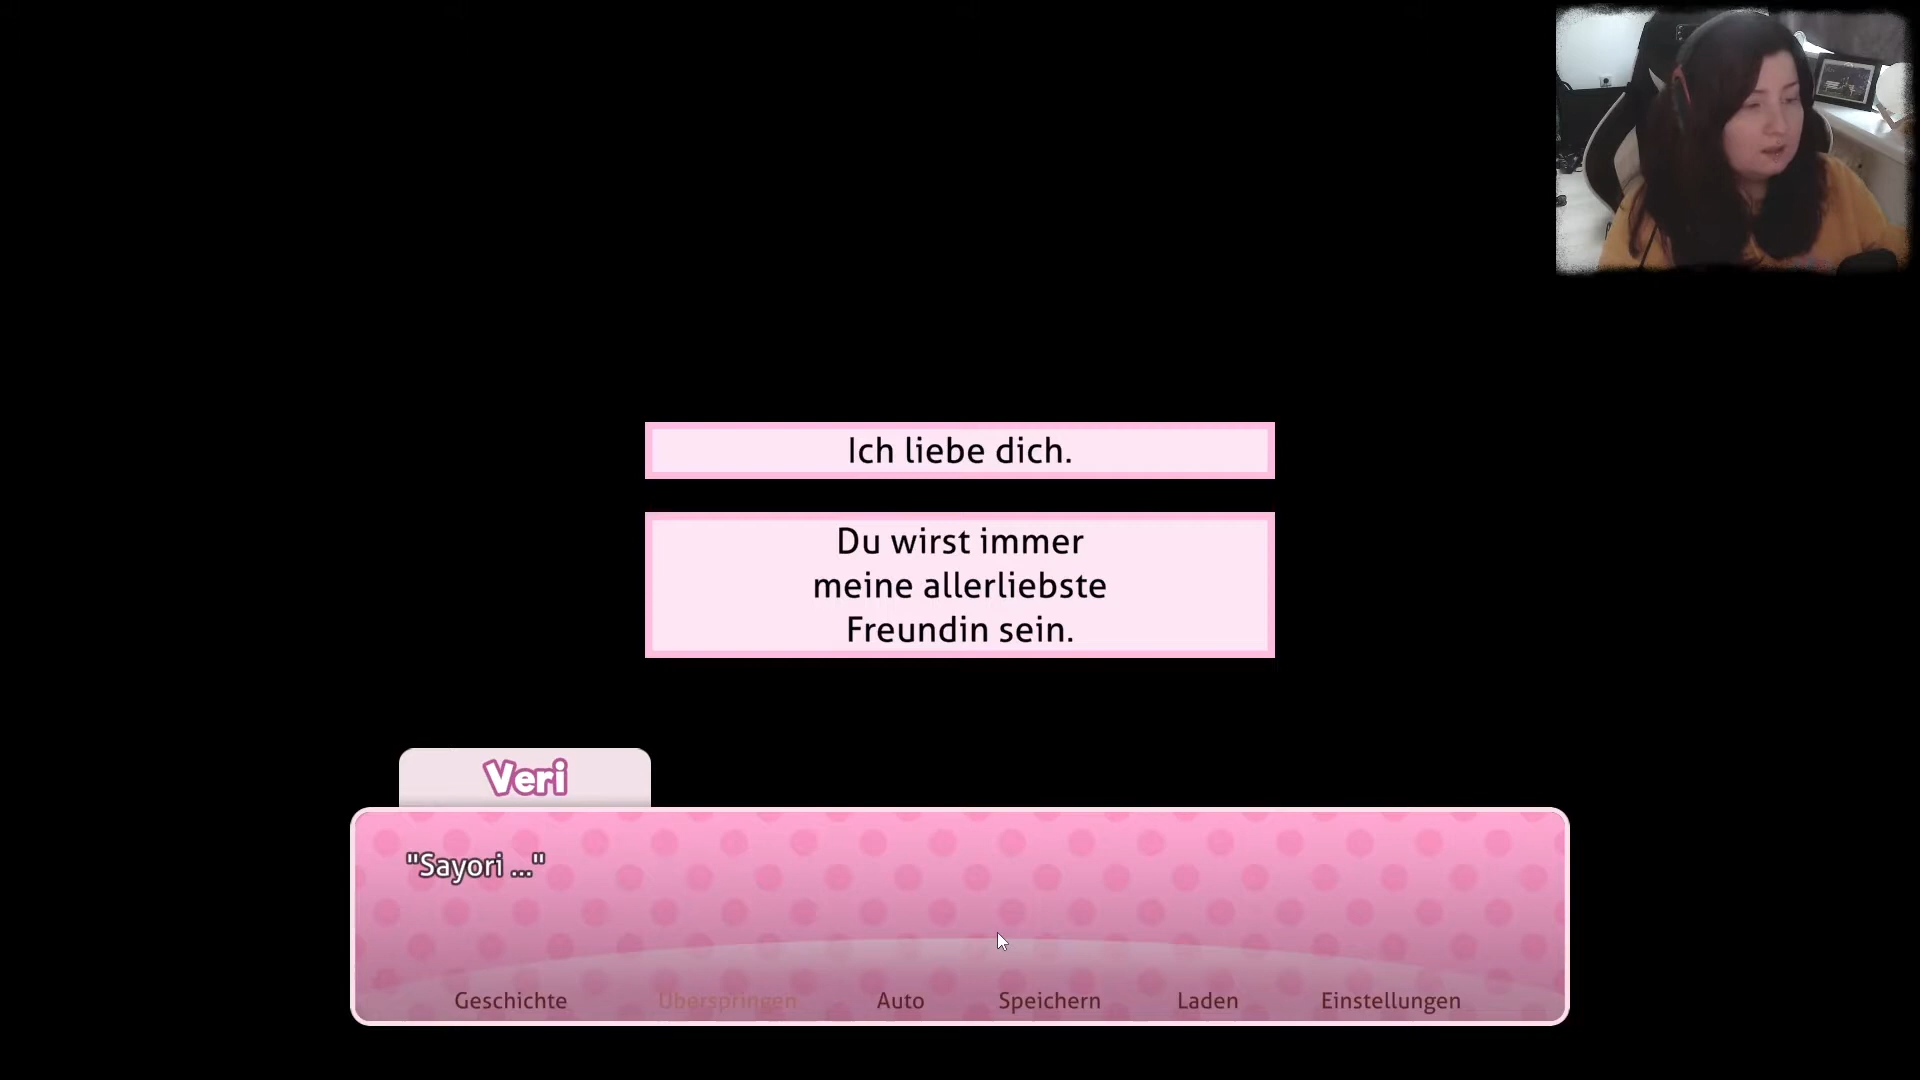 Ich liebe dich.
Du wirst immer
meine allerliebste
Freundin sein.
Veri
"Sayori ..."
Geschichte Überspringen Auto Speichern Laden Einstellungen